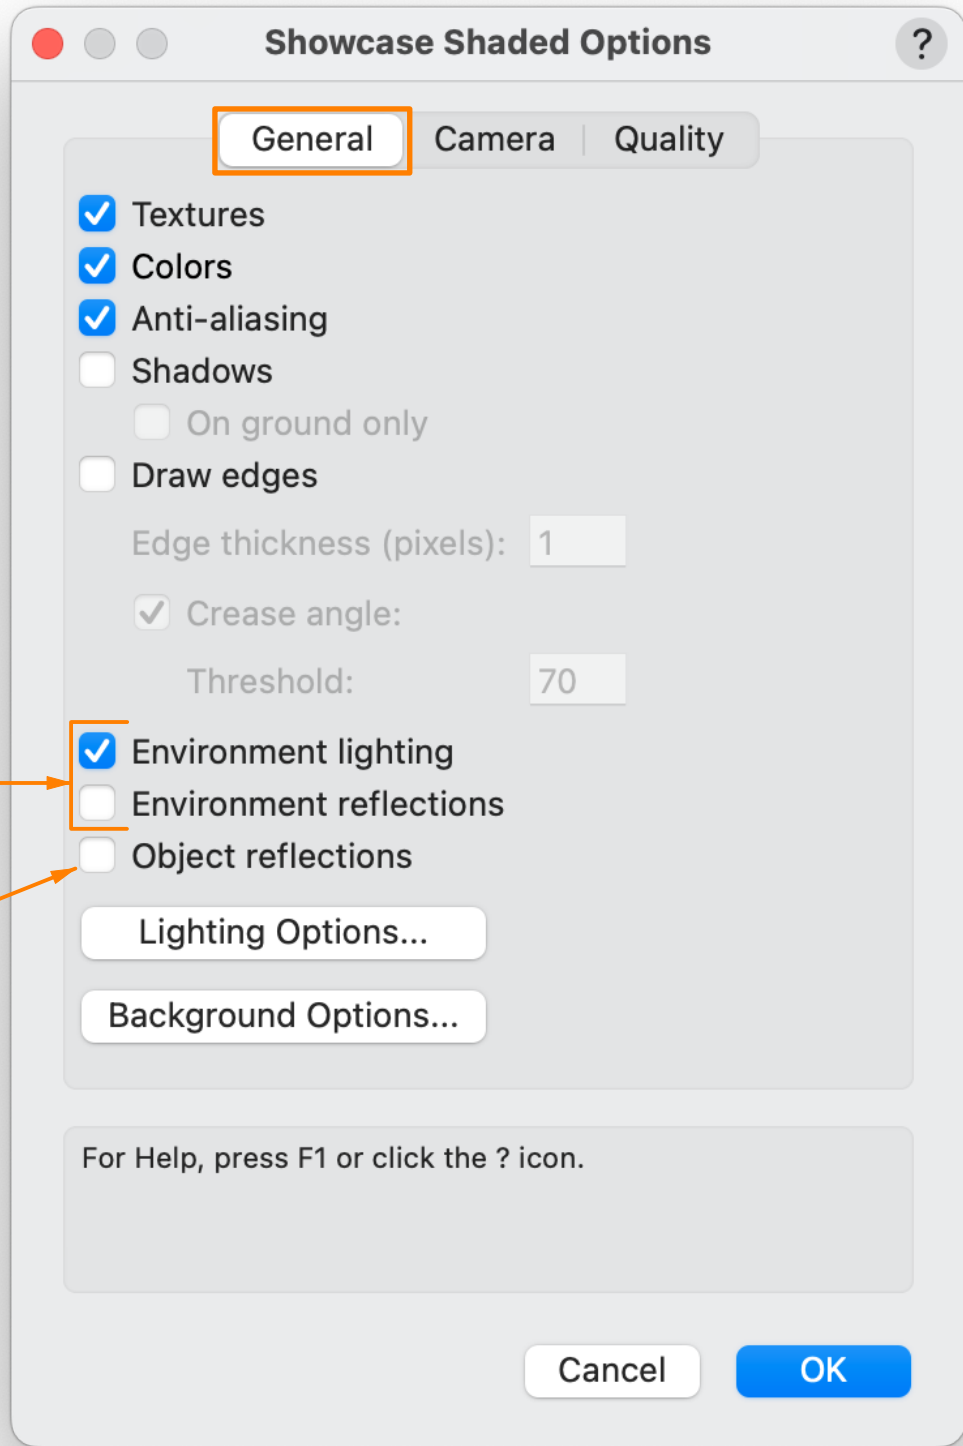 Showcase Shaded Options ?
General Camera Quality
Textures
Colors
Anti-aliasing
Shadows
On ground only
Draw edges
Edge thickness (pixels): 1
Crease angle:
Threshold: 70
Environment lighting
Environment reflections
Object reflections
Lighting Options...
Background Options...
For Help, press F1 or click the ? icon.
Cancel OK